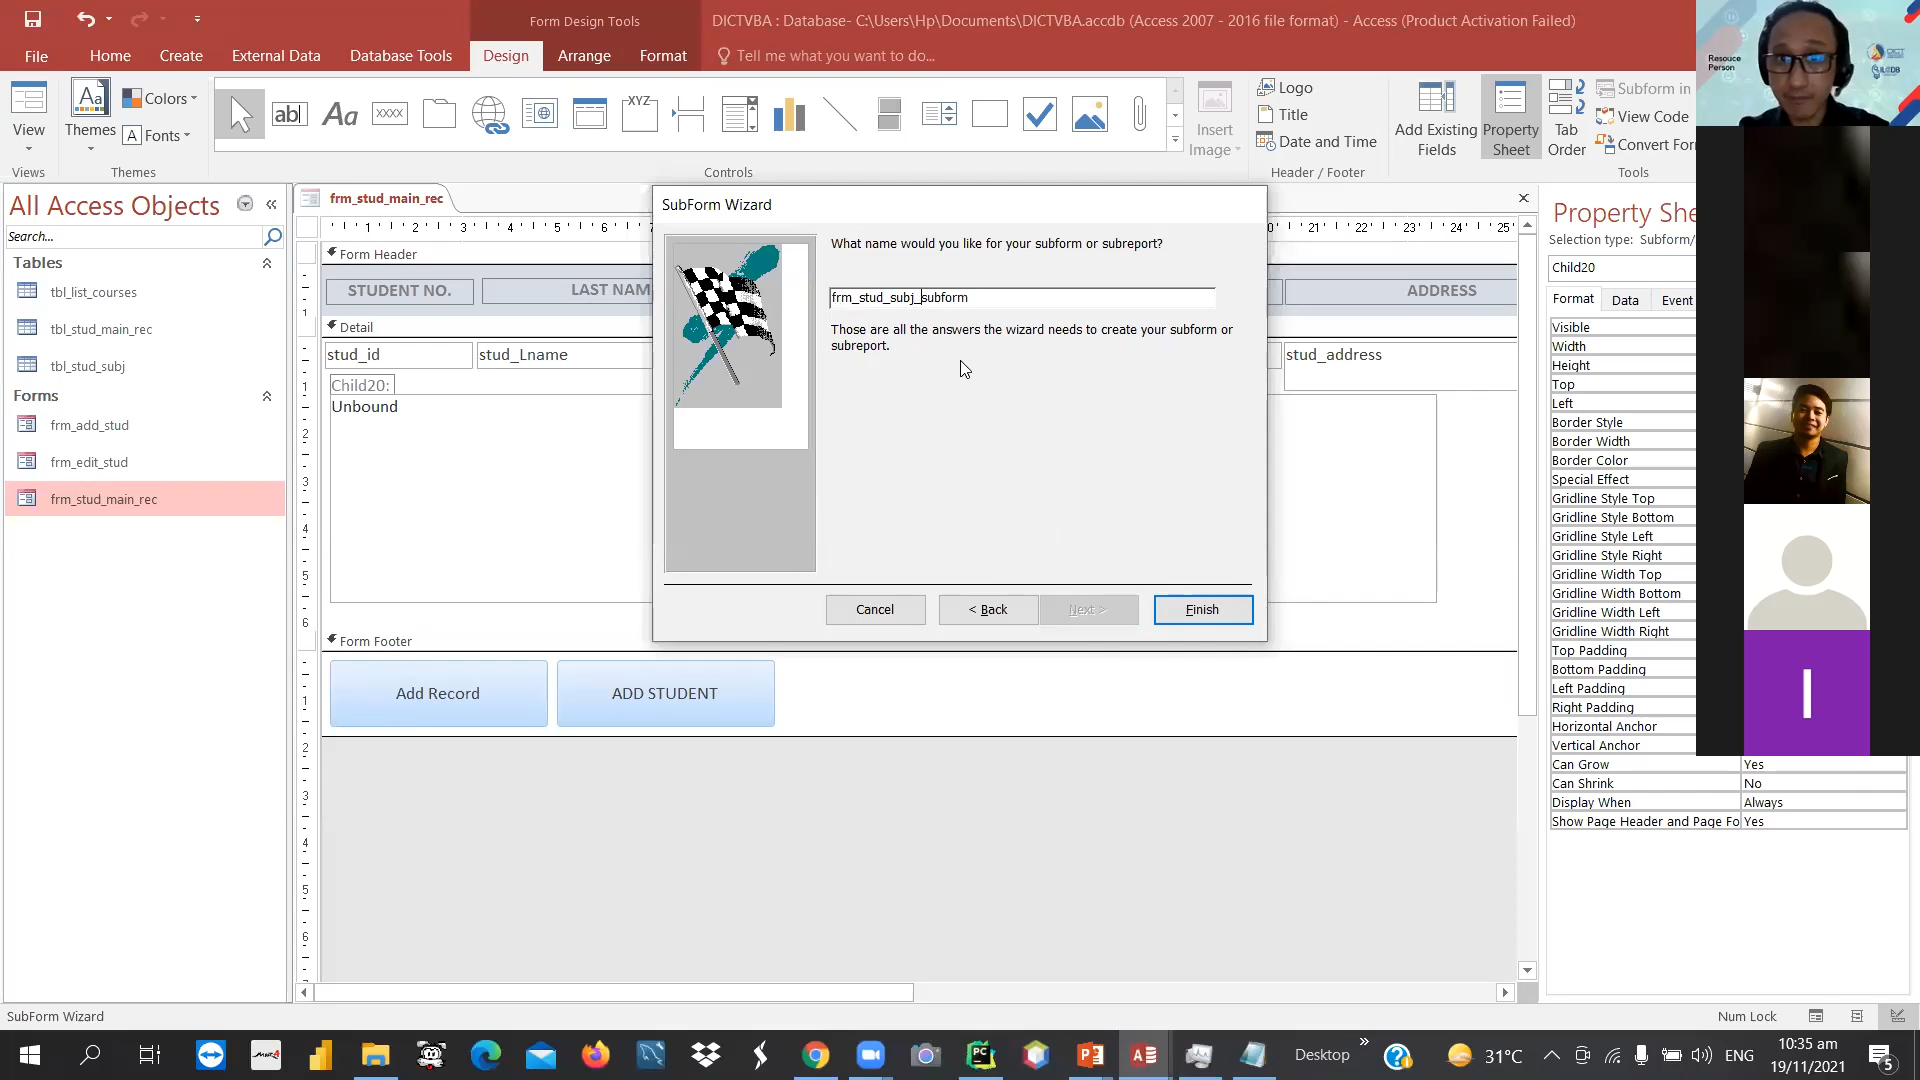 Form Design Tools
DICTVBA : Database- C:\Users\Hp\Documents\DICTVBA.accdb (Access 2007 - 2016 file format) - Access (Product Activation Failed)
File Home Create External Data Database Tools Design Arrange Format Tell me what you want to do...
View
Views
Themes
Colors
Fonts
Themes
Controls
Insert Image
Logo
Title
Date and Time
Header / Footer
Add Existing Fields
Property Sheet
Tab Order
Subform in
View Code
Convert For
Tools
Resouce
Person
All Access Objects
Search...
Tables
tbl_list_courses
tbl_stud_main_rec
tbl_stud_subj
Forms
frm_add_stud
frm_edit_stud
frm_stud_main_rec
frm_stud_main_rec
Form Header
STUDENT NO.
LAST NAM
ADDRESS
Detail
stud_id
stud_Lname
stud_address
Child20:
Unbound
Form Footer
Add Record
ADD STUDENT
SubForm Wizard
What name would you like for your subform or subreport?
frm_stud_subj_subform
Those are all the answers the wizard needs to create your subform or
subreport.
Cancel
< Back
Next >
Finish
Property She
Selection type: Subform/
Child20
Format Data Event
Visible
Width
Height
Top
Left
Border Style
Border Width
Border Color
Special Effect
Gridline Style Top
Gridline Style Bottom
Gridline Style Left
Gridline Style Right
Gridline Width Top
Gridline Width Bottom
Gridline Width Left
Gridline Width Right
Top Padding
Bottom Padding
Left Padding
Right Padding
Horizontal Anchor
Vertical Anchor
Can Grow Yes
Can Shrink No
Display When Always
Show Page Header and Page Fo Yes
I
SubForm Wizard
Num Lock
Desktop
31°C
ENG
10:35 am
19/11/2021
5